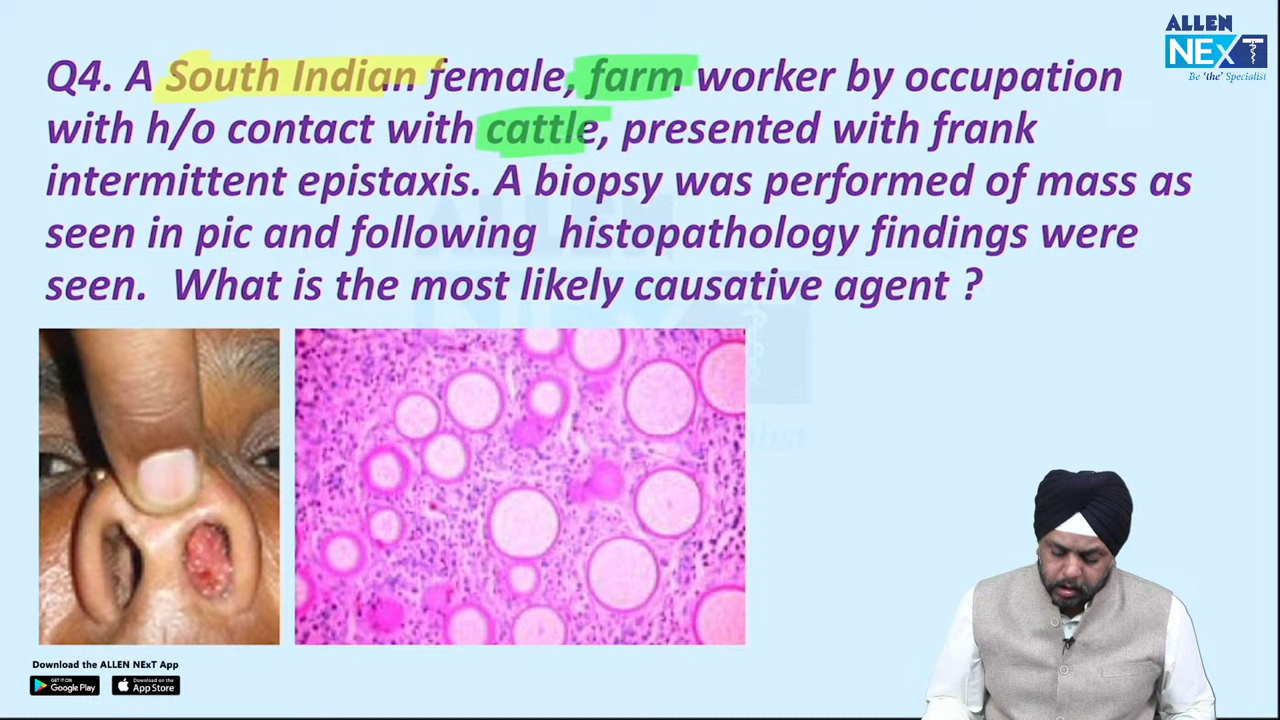 ALLEN
NEXT
Be 'the' Specialist
Q4. A South Indian female, farm worker by occupation
with h/o contact with cattle, presented with frank
intermittent epistaxis. A biopsy was performed of mass as
seen in pic and following histopathology findings were
seen. What is the most likely causative agent ?
Download the ALLEN NExT App
GET IT ON
Google Play
Download on the
App Store